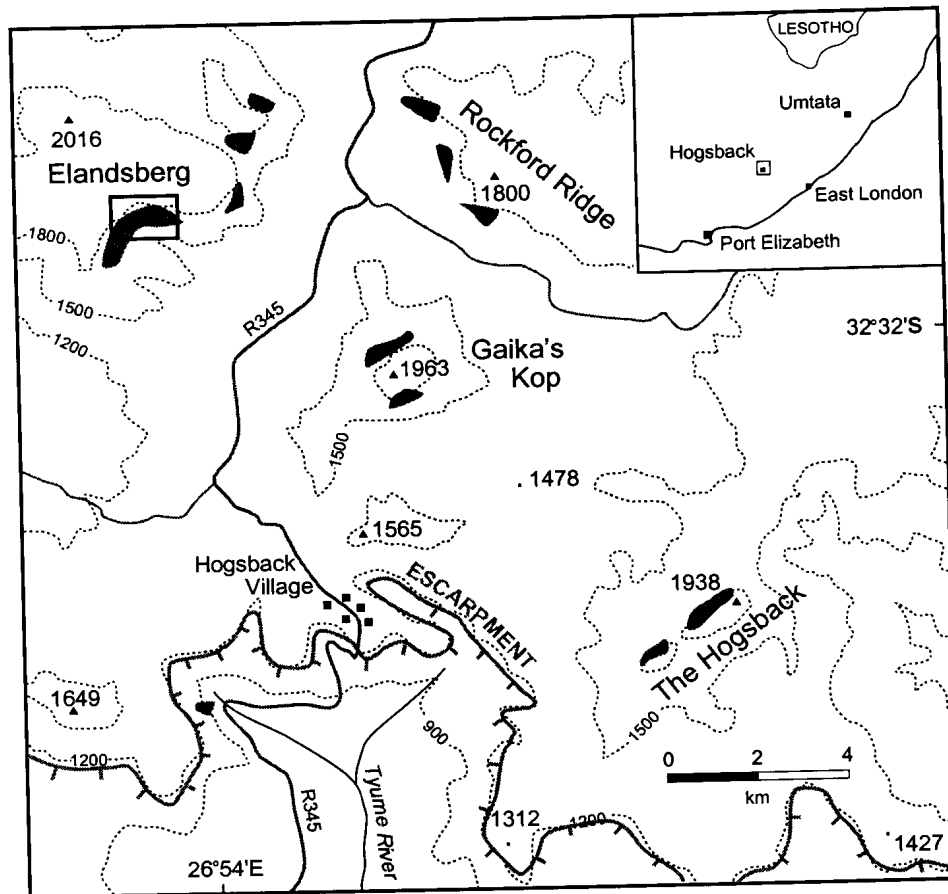 LESOTHO
Umtata
Hogsback
East London
Port Elizabeth
2016
Elandsberg
Rockford Ridge
1800
1800
1500
1200
R345
32°32'S
Gaika's
Kop
1963
1500
1478
1565
Hogsback
Village
ESCARPMENT
1938
The Hogsback
1649
1200
900
1500
0 2 4
km
R345
Tyume River
1312
1200
1427
26°54'E